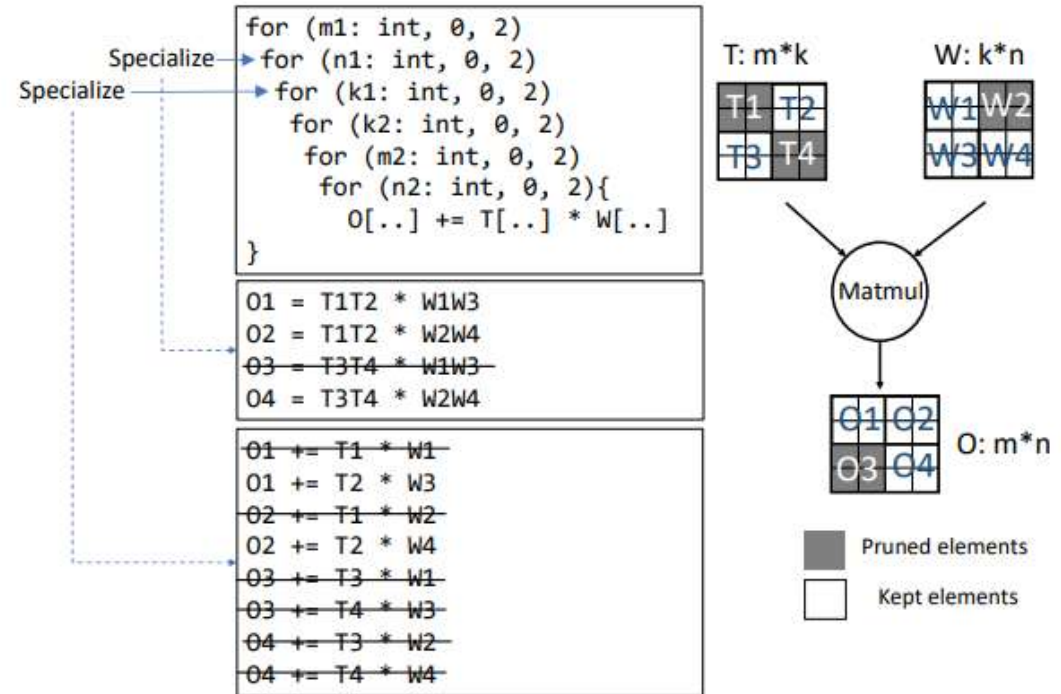 for (m1: int, 0, 2)
Specialize
for (n1: int, 0, 2)
Specialize
for (k1: int, 0, 2)
for (k2: int, 0, 2)
for (m2: int, 0, 2)
for (n2: int, 0, 2){
O[..] += T[..] * W[..]
}
T: m*k
W: k*n
T1 T2
T3 T4
W1 W2
W3 W4
Matmul
O1 = T1T2 * W1W3
O2 = T1T2 * W2W4
O3 = T3T4 * W1W3
O4 = T3T4 * W2W4
O1 += T1 * W1
O1 += T2 * W3
O2 += T1 * W2
O2 += T2 * W4
O3 += T3 * W1
O3 += T4 * W3
O4 += T3 * W2
O4 += T4 * W4
O1 O2
O3 O4
O: m*n
Pruned elements
Kept elements